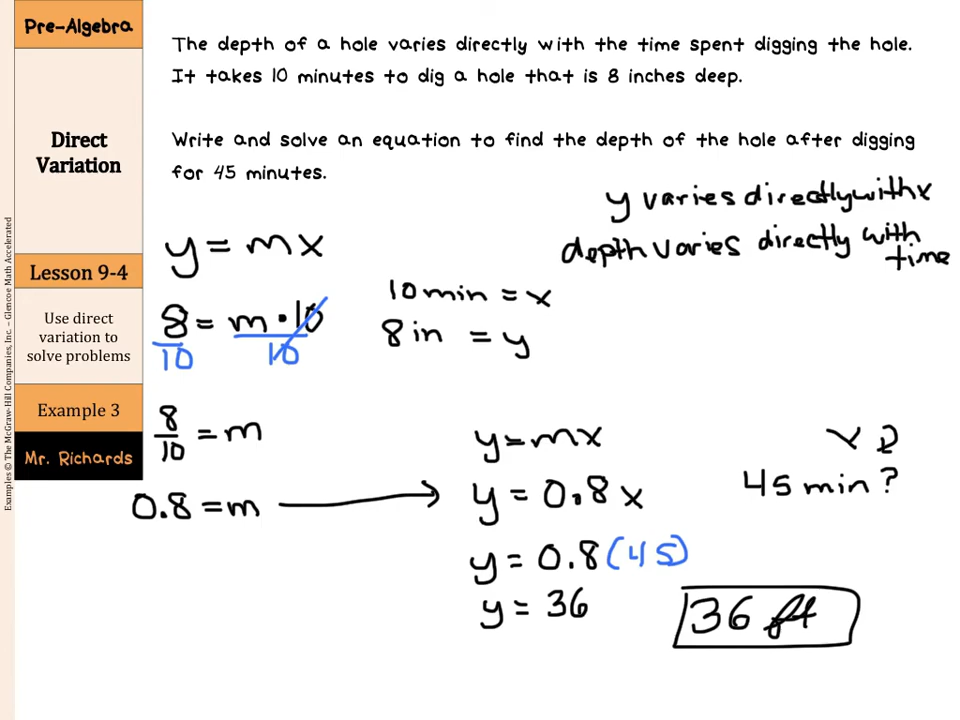 Pre-Algebra
Direct
Variation
Lesson 9-4
Use direct
variation to
solve problems
Example 3
Mr. Richards
Examples © The McGraw-Hill Companies, Inc. – Glencoe Math Accelerated
The depth of a hole varies directly with the time spent digging the hole.
It takes 10 minutes to dig a hole that is 8 inches deep.
Write and solve an equation to find the depth of the hole after digging
for 45 minutes.
y varies directly with x
depth varies directly with
time
y = mx
10 min = x
8 = m · 10
10 10
8 in = y
8/10 = m
0.8 = m
y = mx
y = 0.8 x
45 min?
y = 0.8 (45)
y = 36
36 ft